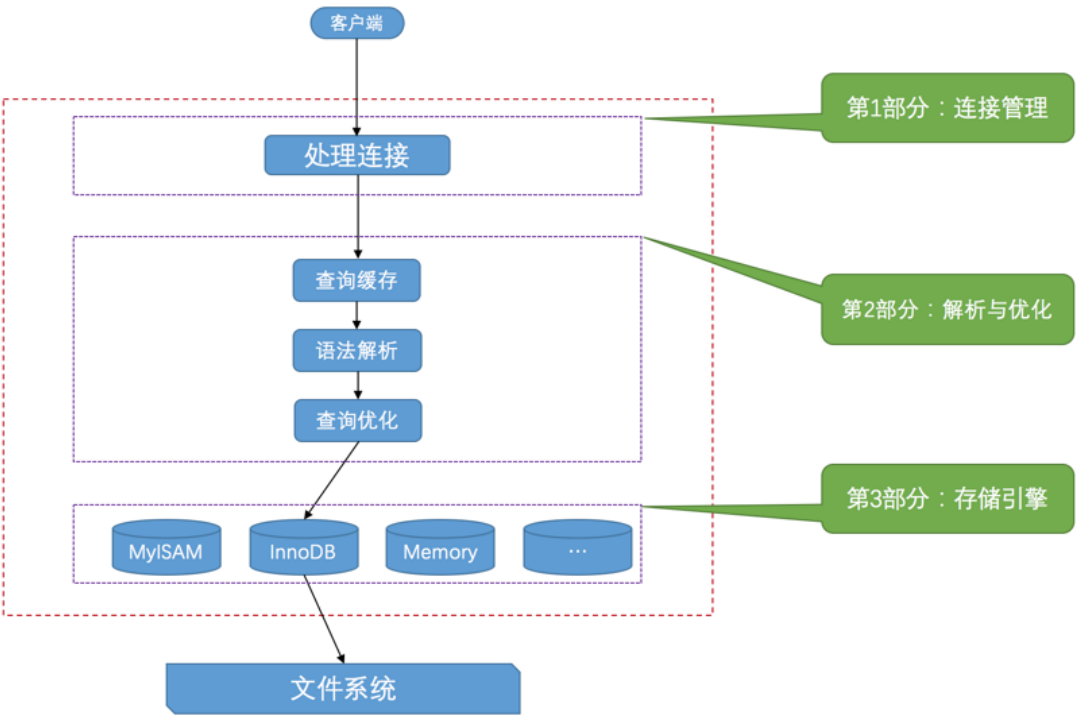 客户端
第1部分：连接管理
处理连接
查询缓存
第2部分：解析与优化
语法解析
查询优化
第3部分：存储引擎
MyISAM
InnoDB
Memory
…
文件系统